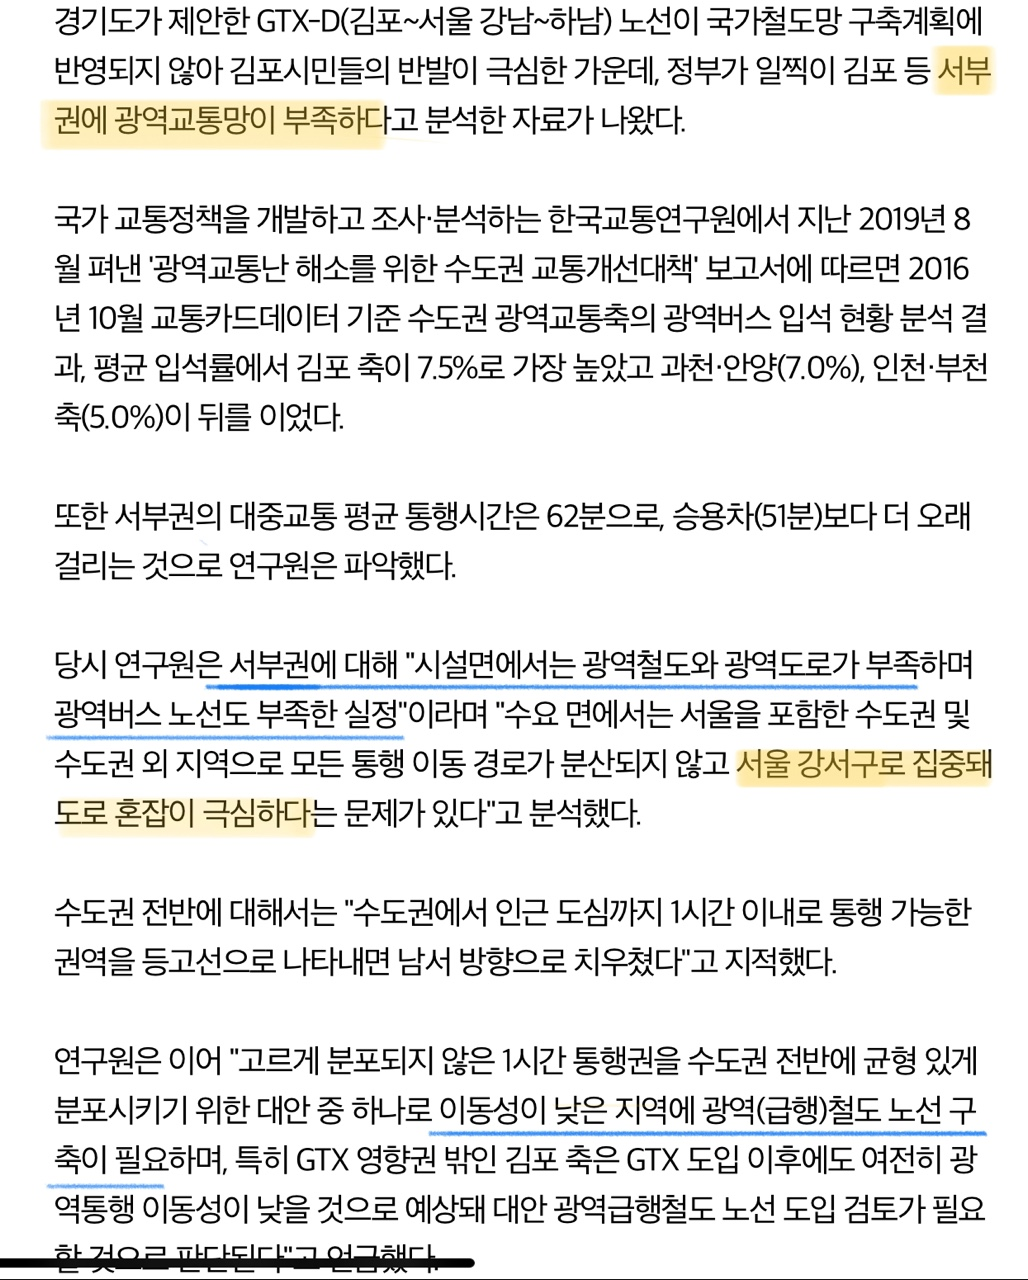 경기도가 제안한 GTX-D(김포~서울 강남~하남) 노선이 국가철도망 구축계획에
반영되지 않아 김포시민들의 반발이 극심한 가운데, 정부가 일찍이 김포 등 서부
권에 광역교통망이 부족하다고 분석한 자료가 나왔다.
국가 교통정책을 개발하고 조사·분석하는 한국교통연구원에서 지난 2019년 8
월 펴낸 '광역교통난 해소를 위한 수도권 교통개선대책' 보고서에 따르면 2016
년 10월 교통카드데이터 기준 수도권 광역교통축의 광역버스 입석 현황 분석 결
과, 평균 입석률에서 김포 축이 7.5%로 가장 높았고 과천·안양(7.0%), 인천·부천
축(5.0%)이 뒤를 이었다.
또한 서부권의 대중교통 평균 통행시간은 62분으로, 승용차(51분)보다 더 오래
걸리는 것으로 연구원은 파악했다.
당시 연구원은 서부권에 대해 "시설면에서는 광역철도와 광역도로가 부족하며
광역버스 노선도 부족한 실정"이라며 "수요 면에서는 서울을 포함한 수도권 및
수도권 외 지역으로 모든 통행 이동 경로가 분산되지 않고 서울 강서구로 집중돼
도로 혼잡이 극심하다는 문제가 있다"고 분석했다.
수도권 전반에 대해서는 "수도권에서 인근 도심까지 1시간 이내로 통행 가능한
권역을 등고선으로 나타내면 남서 방향으로 치우쳤다"고 지적했다.
연구원은 이어 "고르게 분포되지 않은 1시간 통행권을 수도권 전반에 균형 있게
분포시키기 위한 대안 중 하나로 이동성이 낮은 지역에 광역(급행)철도 노선 구
축이 필요하며, 특히 GTX 영향권 밖인 김포 축은 GTX 도입 이후에도 여전히 광
역통행 이동성이 낮을 것으로 예상돼 대안 광역급행철도 노선 도입 검토가 필요
할 것으로 판단된다"고 언급했다.